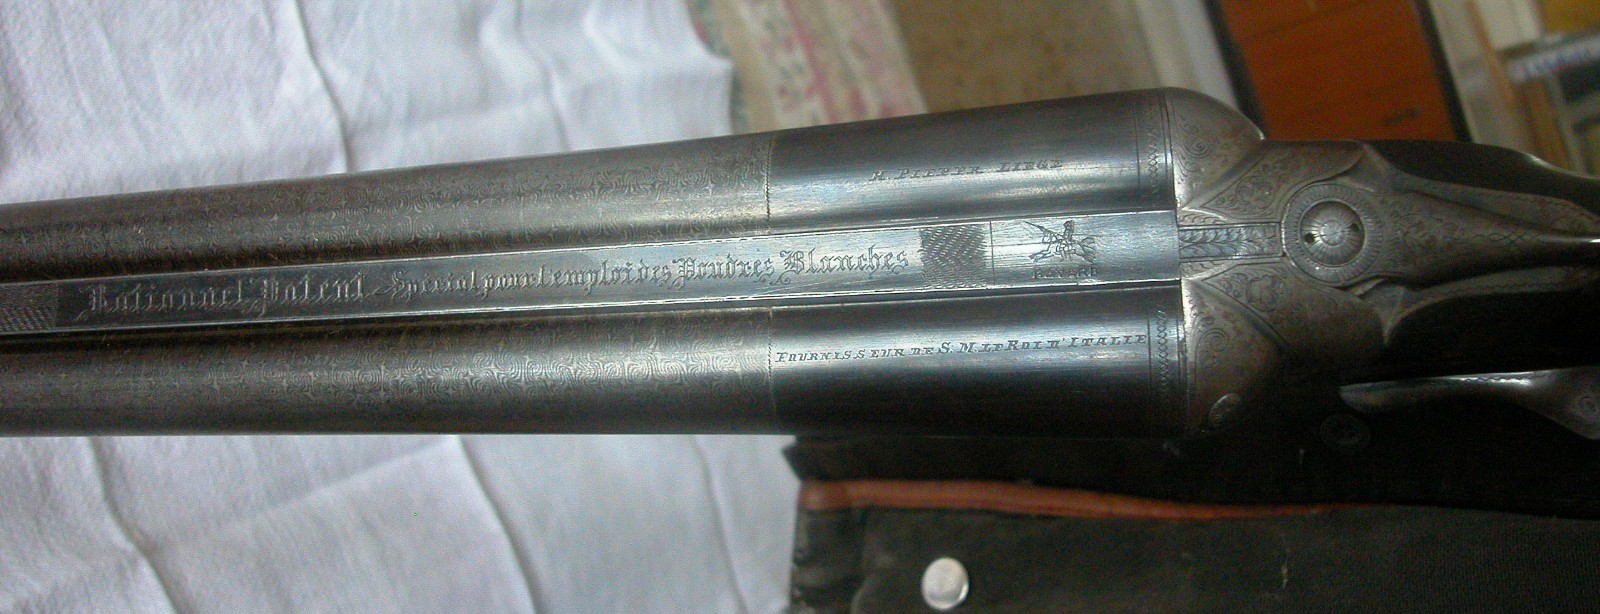 H. PIEPER LIEGE
Rationnel Patent Spécial pour l'emploi des Poudres Blanches
BAYARD
FOURNISSEUR DE S. M. LE ROI D'ITALIE